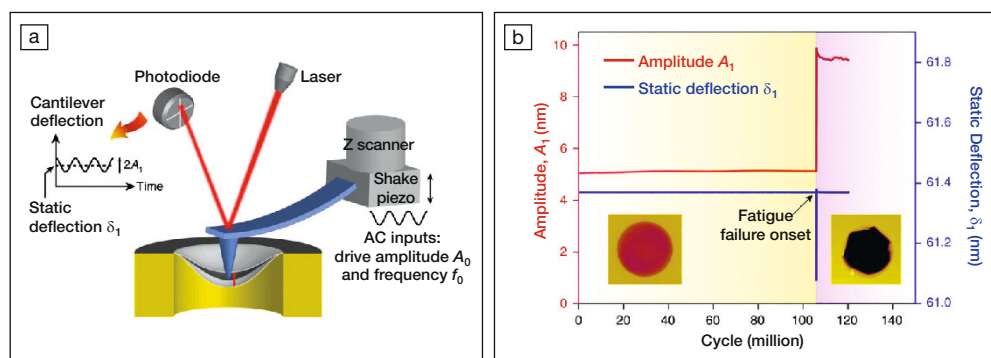 a
Photodiode
Laser
Cantilever
deflection
2A₁
Time
Static
deflection δ₁
Z scanner
Shake
piezo
AC inputs:
drive amplitude A₀
and frequency f₀
b
Amplitude A₁
Static deflection δ₁
Amplitude, A₁ (nm)
10
8
6
4
2
0
Fatigue
failure onset
61.8
61.6
61.4
61.2
61.0
Static Deflection, δ₁ (nm)
0
20
40
60
80
100
120
140
Cycle (million)